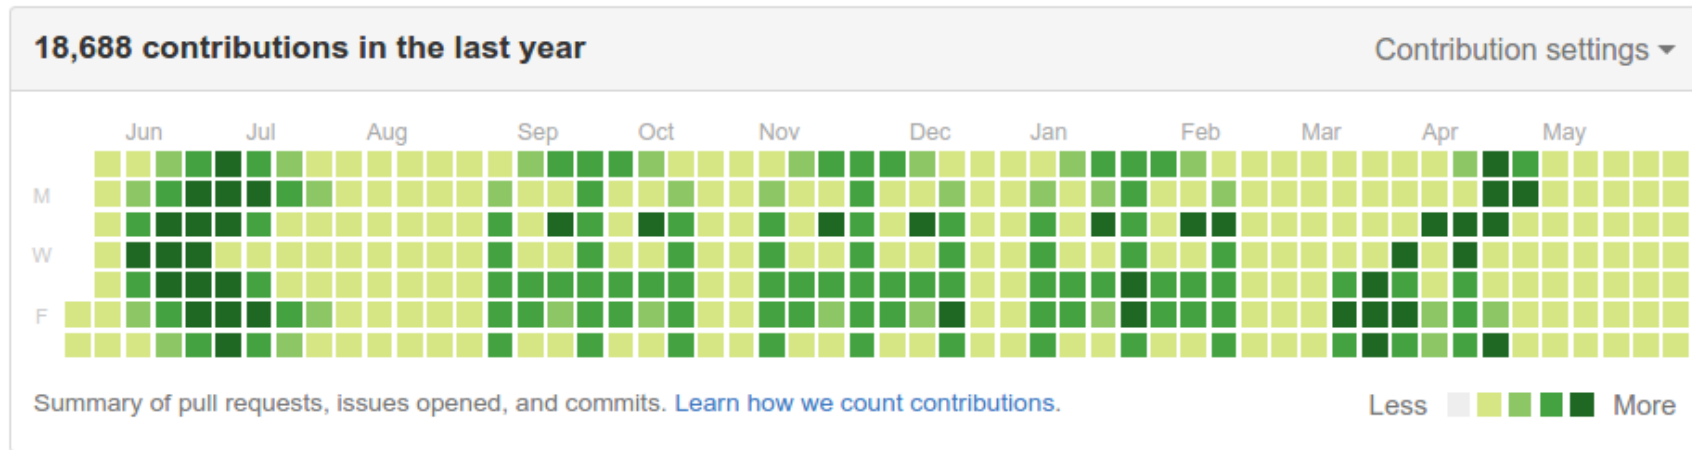 18,688 contributions in the last year
Contribution settings
Jun Jul Aug Sep Oct Nov Dec Jan Feb Mar Apr May
M
W
F
Summary of pull requests, issues opened, and commits. Learn how we count contributions.
Less More